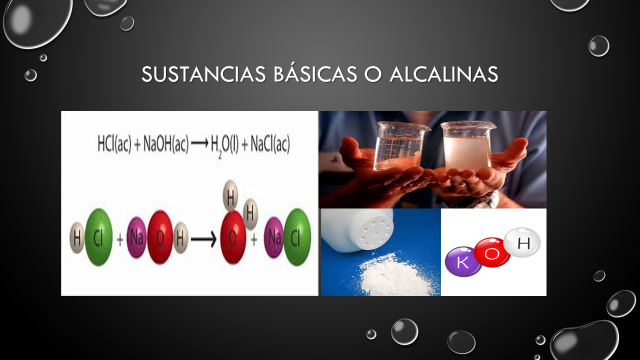 SUSTANCIAS BÁSICAS O ALCALINAS
HCl(ac) + NaOH(ac) ⟶ H₂O(l) + NaCl(ac)
H Cl + Na O H ⟶ H H O + Na Cl
K O H